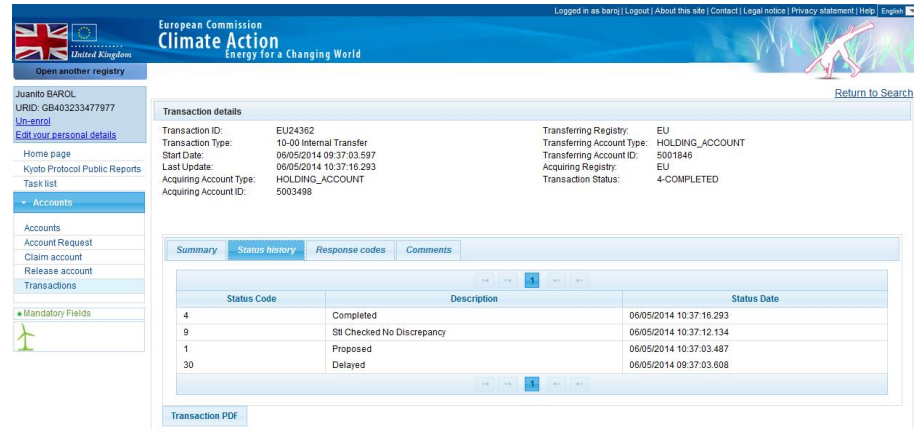 Logged in as baroj | Logout | About this site | Contact | Legal notice | Privacy statement | Help | English
European Commission
Climate Action
Energy for a Changing World
United Kingdom
Open another registry
Juanito BAROL
URID: GB403233477977
Un-enrol
Edit your personal details
Home page
Kyoto Protocol Public Reports
Task list
Accounts
Accounts
Account Request
Claim account
Release account
Transactions
Mandatory Fields
Return to Search
Transaction details
Transaction ID: EU24362 Transferring Registry: EU
Transaction Type: 10-00 Internal Transfer Transferring Account Type: HOLDING_ACCOUNT
Start Date: 06/05/2014 09:37:03.597 Transferring Account ID: 5001846
Last Update: 06/05/2014 10:37:16.293 Acquiring Registry: EU
Acquiring Account Type: HOLDING_ACCOUNT Transaction Status: 4-COMPLETED
Acquiring Account ID: 5003498
Summary Status history Response codes Comments
1
Status Code Description Status Date
4 Completed 06/05/2014 10:37:16.293
9 Stl Checked No Discrepancy 06/05/2014 10:37:12.134
1 Proposed 06/05/2014 10:37:03.487
30 Delayed 06/05/2014 09:37:03.608
1
Transaction PDF